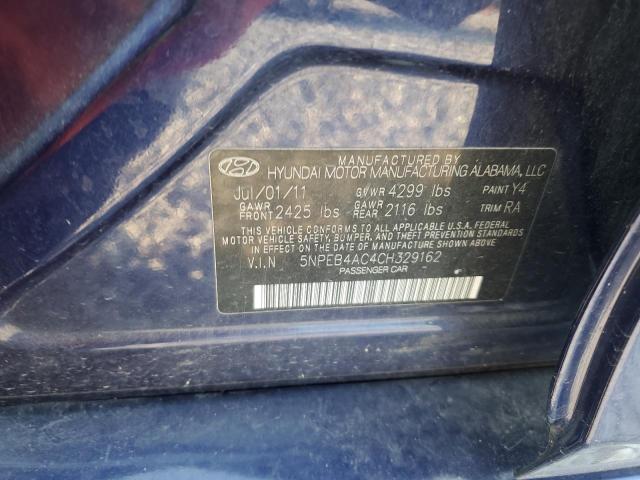 MANUFACTURED BY
HYUNDAI MOTOR MANUFACTURING ALABAMA, LLC
Jul/01/11 GVWR 4299 lbs PAINT Y4
GAWR FRONT 2425 lbs GAWR REAR 2116 lbs TRIM RA
THIS VEHICLE CONFORMS TO ALL APPLICABLE U.S.A. FEDERAL
MOTOR VEHICLE SAFETY, BUMPER, AND THEFT PREVENTION STANDARDS
IN EFFECT ON THE DATE OF MANUFACTURE SHOWN ABOVE.
V.I.N 5NPEB4AC4CH329162
PASSENGER CAR